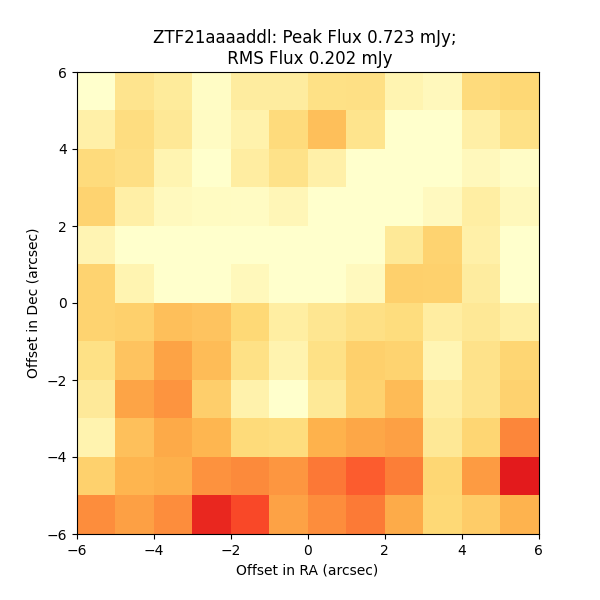 ZTF21aaaaddl: Peak Flux 0.723 mJy;
RMS Flux 0.202 mJy
6
4
2
0
−2
−4
−6
Offset in Dec (arcsec)
−6 −4 −2 0 2 4 6
Offset in RA (arcsec)